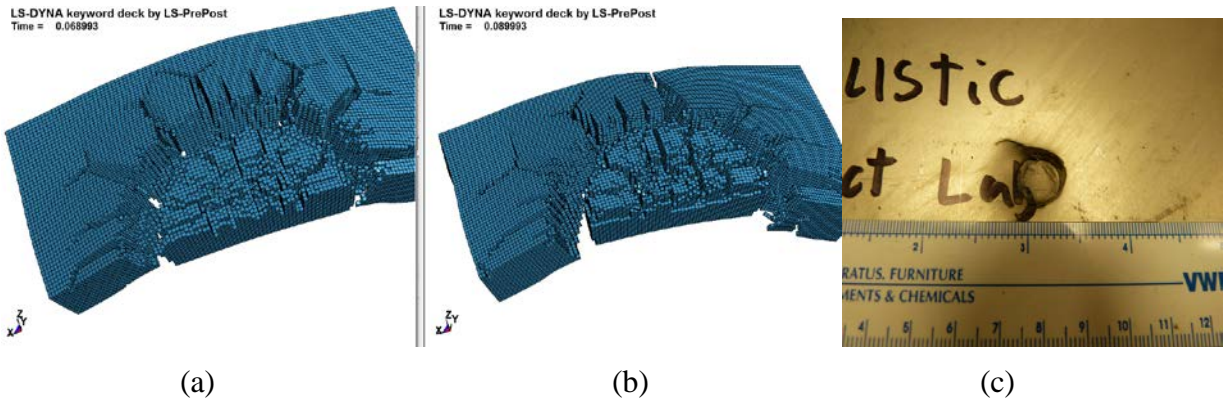 LS-DYNA keyword deck by LS-PrePost
Time = 0.068993
Z
Y
X
LS-DYNA keyword deck by LS-PrePost
Time = 0.089993
Z
Y
X
LISTIC
ct Lab
2 3 4
RATUS, FURNITURE
MENTS & CHEMICALS
VW
4 5 6 7 8 9 10 11 12
(a) (b) (c)